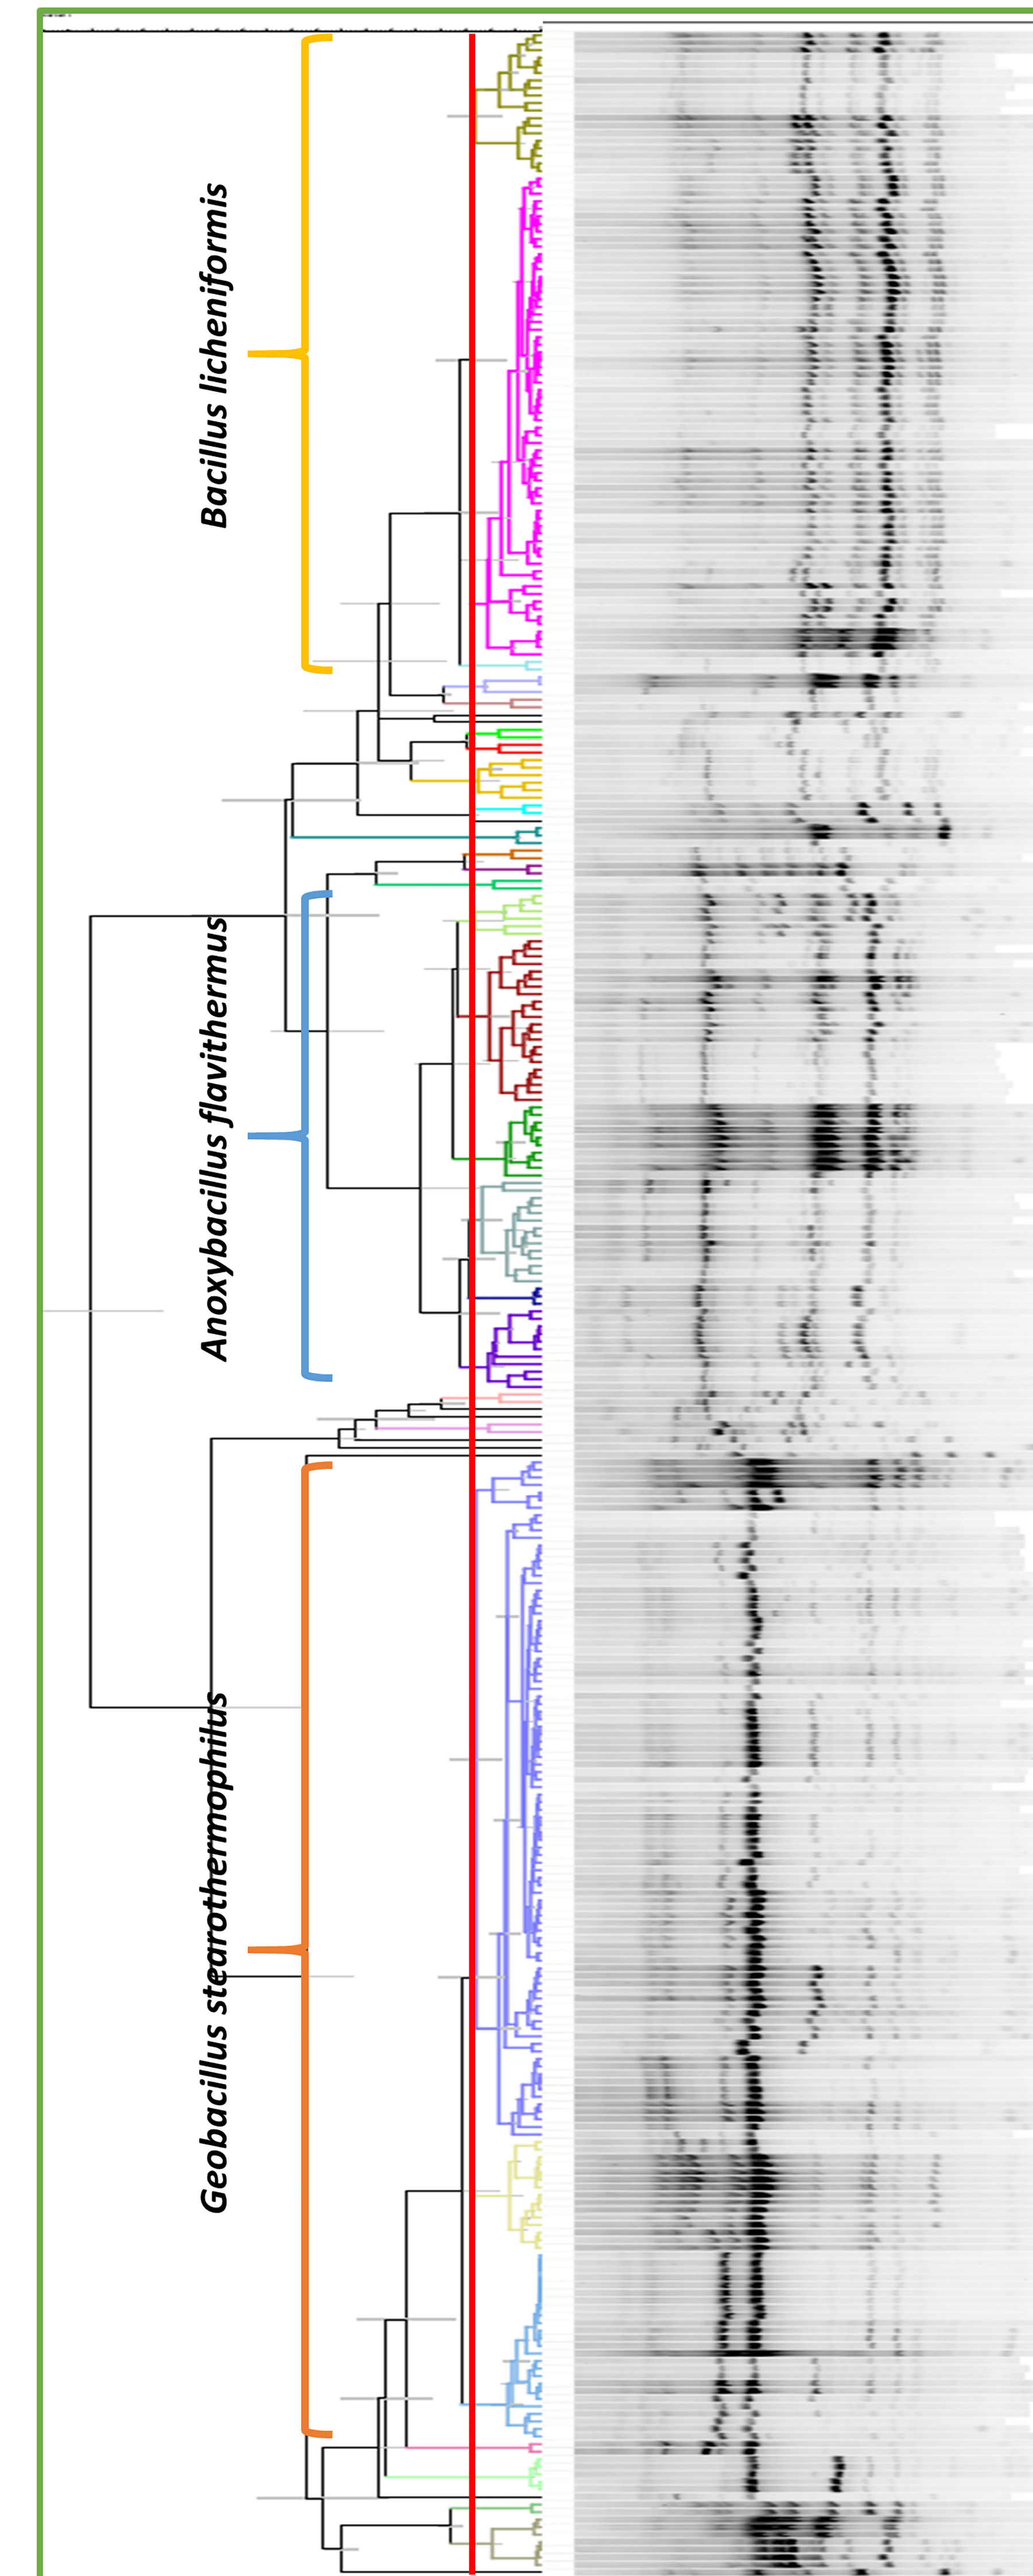 Bacillus licheniformis
Anoxybacillus flavithermus
Geobacillus stearothermophilus